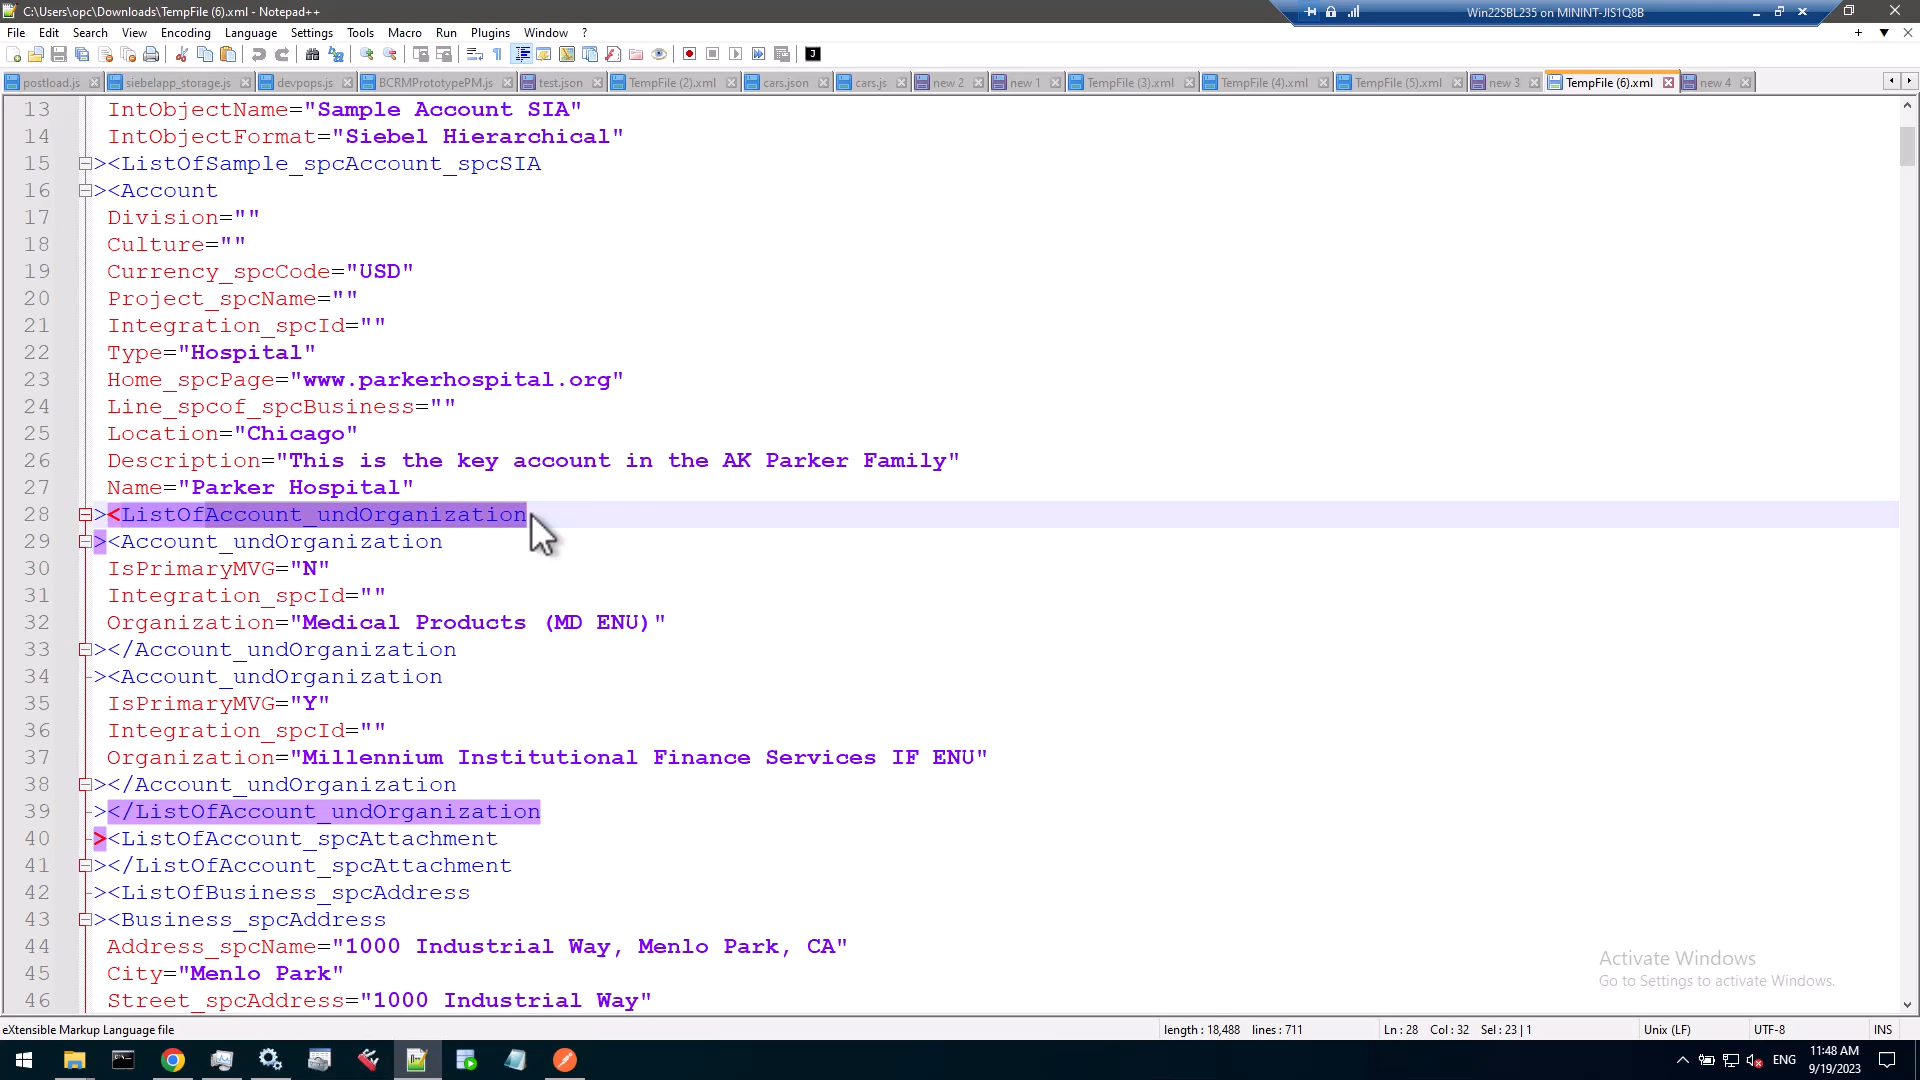 C:\Users\opc\Downloads\TempFile (6).xml - Notepad++
Win22SBL235 on MININT-JIS1Q8B
File Edit Search View Encoding Language Settings Tools Macro Run Plugins Window ?
postload.js siebelapp_storage.js devpops.js BCRMPrototypePM.js test.json TempFile (2).xml cars.json cars.js new 2 new 1 TempFile (3).xml TempFile (4).xml TempFile (5).xml new 3 TempFile (6).xml new 4
13 IntObjectName="Sample Account SIA"
14 IntObjectFormat="Siebel Hierarchical"
15 ><ListOfSample_spcAccount_spcSIA
16 ><Account
17 Division=""
18 Culture=""
19 Currency_spcCode="USD"
20 Project_spcName=""
21 Integration_spcId=""
22 Type="Hospital"
23 Home_spcPage="www.parkerhospital.org"
24 Line_spcof_spcBusiness=""
25 Location="Chicago"
26 Description="This is the key account in the AK Parker Family"
27 Name="Parker Hospital"
28 ><ListOfAccount_undOrganization
29 ><Account_undOrganization
30 IsPrimaryMVG="N"
31 Integration_spcId=""
32 Organization="Medical Products (MD ENU)"
33 ></Account_undOrganization
34 ><Account_undOrganization
35 IsPrimaryMVG="Y"
36 Integration_spcId=""
37 Organization="Millennium Institutional Finance Services IF ENU"
38 ></Account_undOrganization
39 ></ListOfAccount_undOrganization
40 ><ListOfAccount_spcAttachment
41 ></ListOfAccount_spcAttachment
42 ><ListOfBusiness_spcAddress
43 ><Business_spcAddress
44 Address_spcName="1000 Industrial Way, Menlo Park, CA"
45 City="Menlo Park"
46 Street_spcAddress="1000 Industrial Way"
Activate Windows
Go to Settings to activate Windows.
eXtensible Markup Language file length : 18,488 lines : 711 Ln : 28 Col : 32 Sel : 23 | 1 Unix (LF) UTF-8 INS
ENG 11:48 AM
9/19/2023